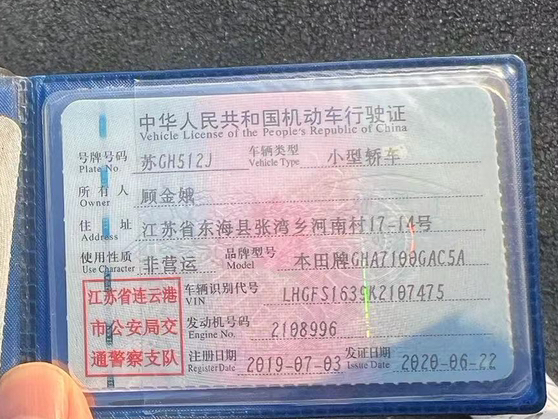 中华人民共和国机动车行驶证
Vehicle License of the People's Republic of China
号牌号码 苏GH512J 车辆类型 小型轿车
Plate No. Vehicle Type
所有人 顾金娥
Owner
住址 江苏省东海县张湾乡河南村17-14号
Address
使用性质 非营运 品牌型号 本田牌GHA7100GAC5A
Use Character Model
江苏省连云港 车辆识别代号 LHGFS1639K2107475
VIN
市公安局交 发动机号码 2108996
Engine No.
通警察支队 注册日期 2019-07-03 发证日期 2020-06-22
Register Date Issue Date